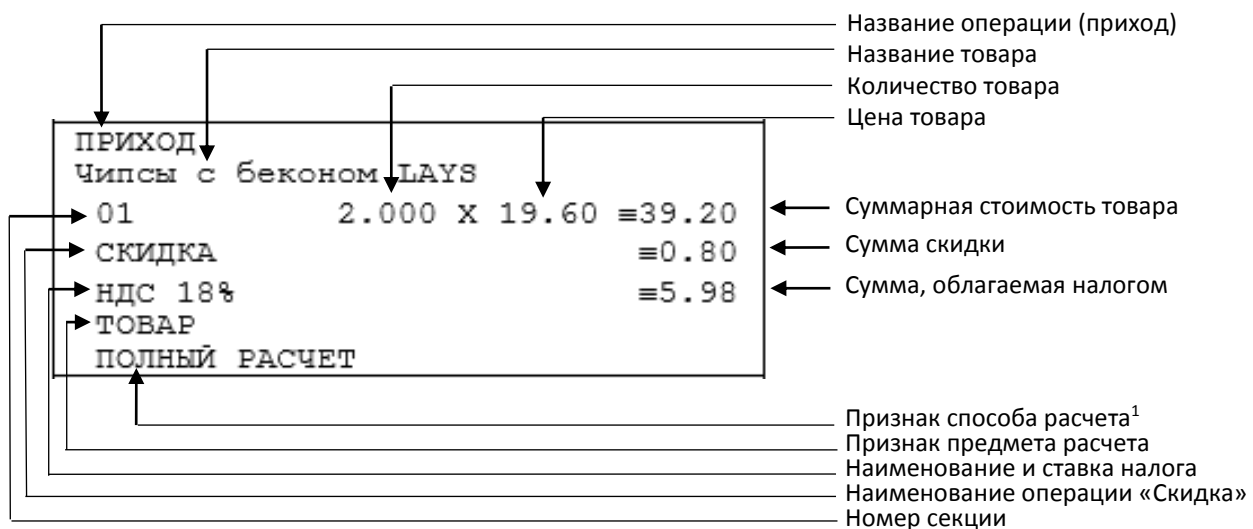 Название операции (приход)
Название товара
Количество товара
Цена товара
ПРИХОД
Чипсы с беконом LAYS
01 2.000 X 19.60 ≡39.20
Суммарная стоимость товара
СКИДКА ≡0.80
Сумма скидки
НДС 18% ≡5.98
Сумма, облагаемая налогом
ТОВАР
ПОЛНЫЙ РАСЧЕТ
Признак способа расчета¹
Признак предмета расчета
Наименование и ставка налога
Наименование операции «Скидка»
Номер секции